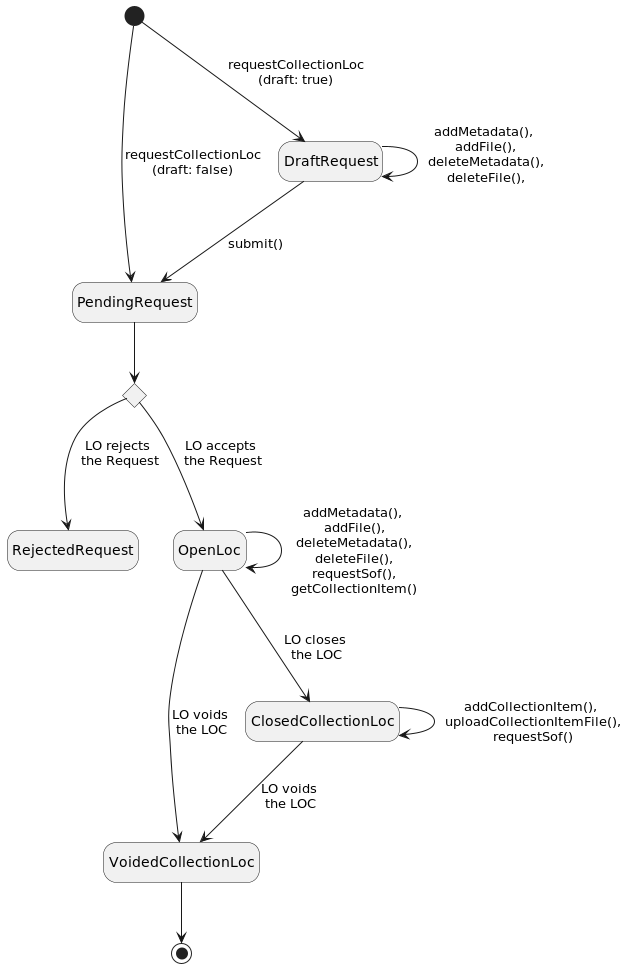 requestCollectionLoc
(draft: true)
addMetadata(),
addFile(),
deleteMetadata(),
deleteFile(),
DraftRequest
requestCollectionLoc
(draft: false)
submit()
PendingRequest
LO rejects
the Request
LO accepts
the Request
RejectedRequest
OpenLoc
addMetadata(),
addFile(),
deleteMetadata(),
deleteFile(),
requestSof(),
getCollectionItem()
LO closes
the LOC
LO voids
the LOC
ClosedCollectionLoc
addCollectionItem(),
uploadCollectionItemFile(),
requestSof()
LO voids
the LOC
VoidedCollectionLoc